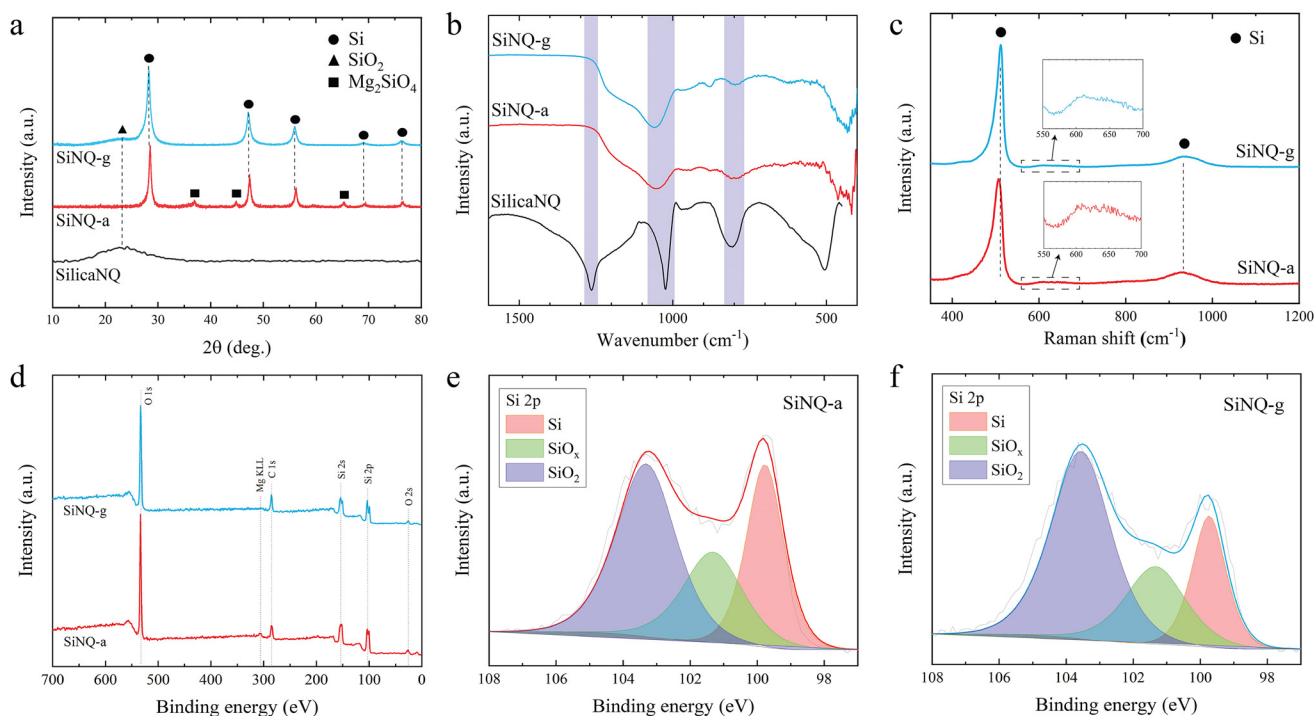 a
Si
SiO₂
Mg₂SiO₄
SiNQ-g
SiNQ-a
SilicaNQ
Intensity (a.u.)
10 20 30 40 50 60 70 80
2θ (deg.)
b
SiNQ-g
SiNQ-a
SilicaNQ
Intensity (a.u.)
1500 1000 500
Wavenumber (cm⁻¹)
c
Si
550 600 650 700
SiNQ-g
550 600 650 700
SiNQ-a
Intensity (a.u.)
400 600 800 1000 1200
Raman shift (cm⁻¹)
d
O 1s
Mg KLL
C 1s
Si 2s
Si 2p
O 2s
SiNQ-g
SiNQ-a
Intensity (a.u.)
700 600 500 400 300 200 100 0
Binding energy (eV)
e
Si 2p
Si
SiOₓ
SiO₂
SiNQ-a
Intensity (a.u.)
108 106 104 102 100 98
Binding energy (eV)
f
Si 2p
Si
SiOₓ
SiO₂
SiNQ-g
Intensity (a.u.)
108 106 104 102 100 98
Binding energy (eV)